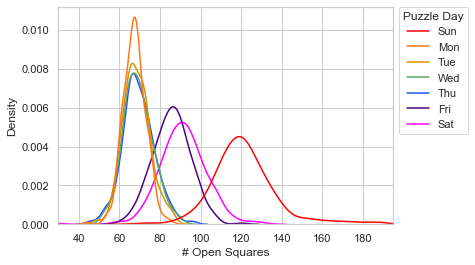 Puzzle Day
Sun
Mon
Tue
Wed
Thu
Fri
Sat
Density
0.010
0.008
0.006
0.004
0.002
0.000
40 60 80 100 120 140 160 180
# Open Squares